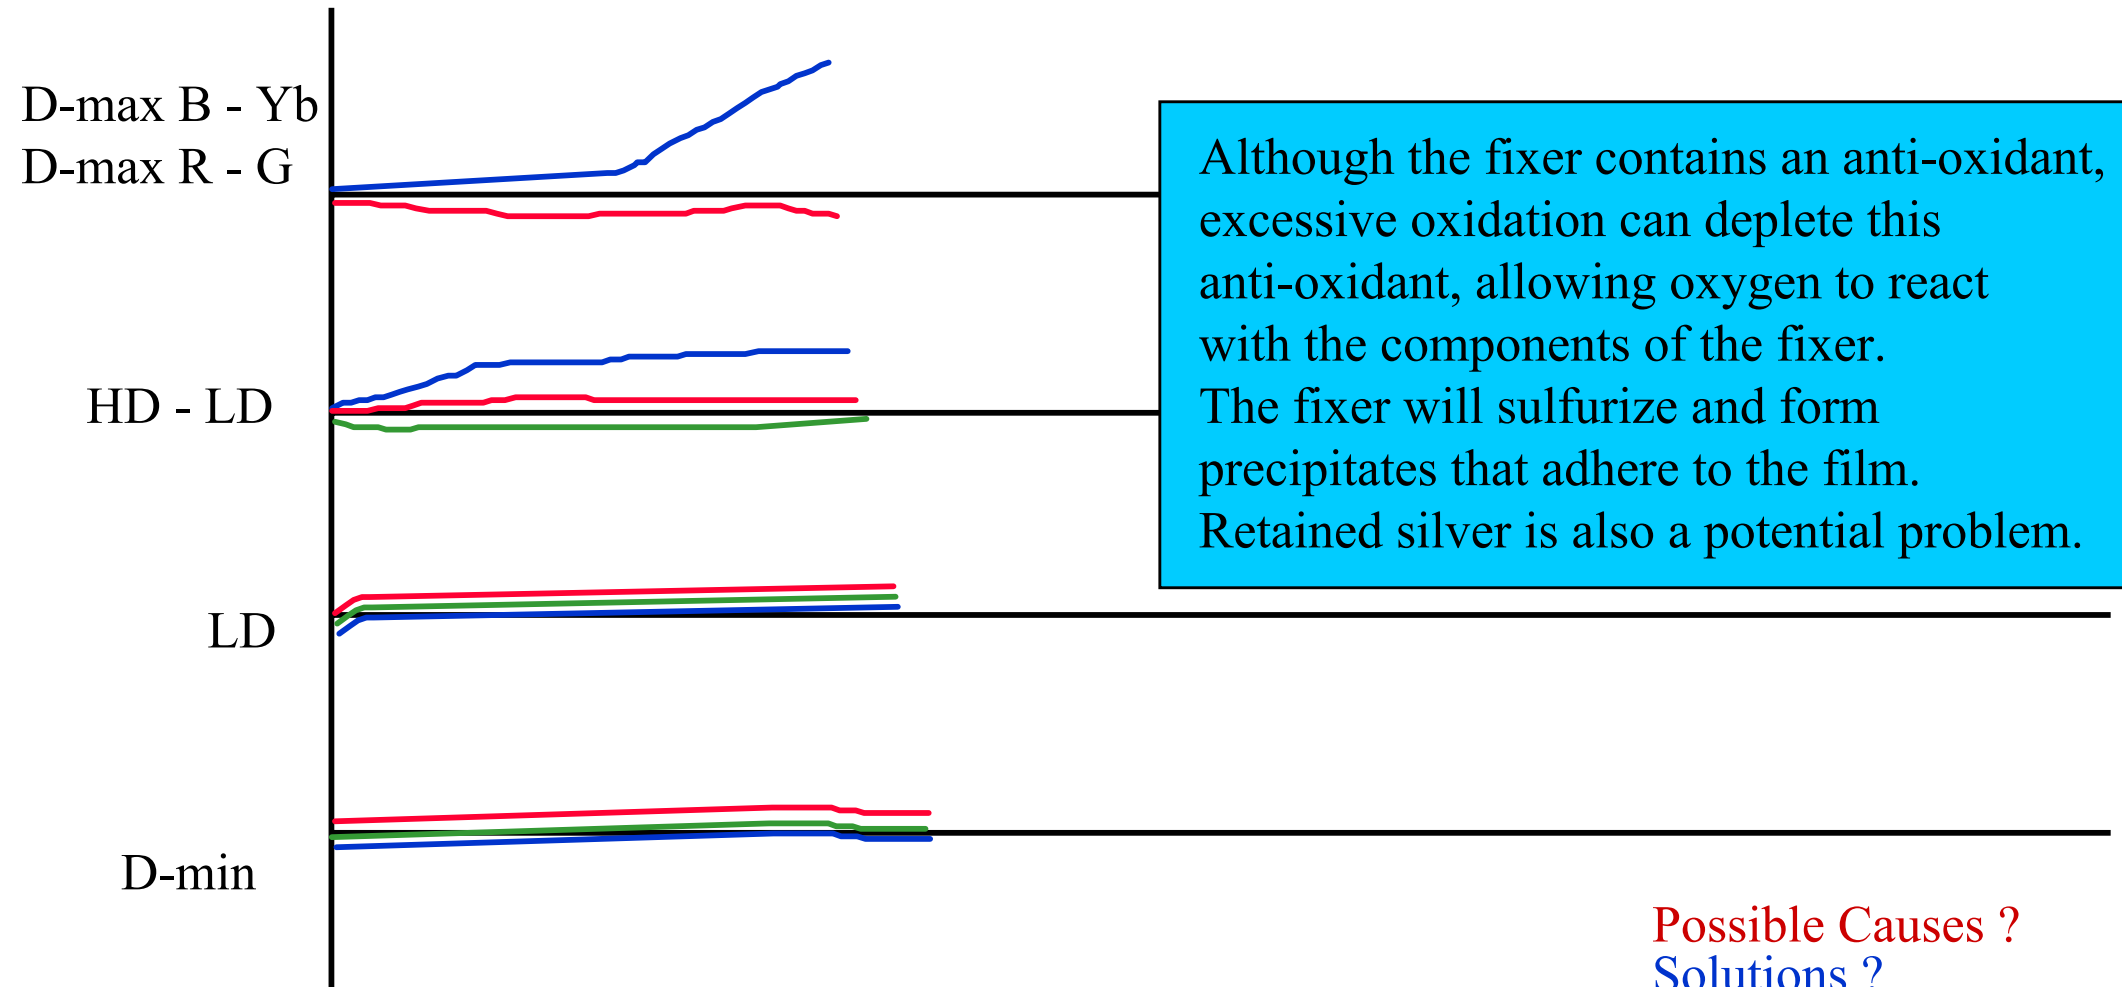 D-max B - Yb
D-max R - G
Although the fixer contains an anti-oxidant,
excessive oxidation can deplete this
anti-oxidant, allowing oxygen to react
with the components of the fixer.
The fixer will sulfurize and form
precipitates that adhere to the film.
Retained silver is also a potential problem.
HD - LD
LD
D-min
Possible Causes ?
Solutions ?